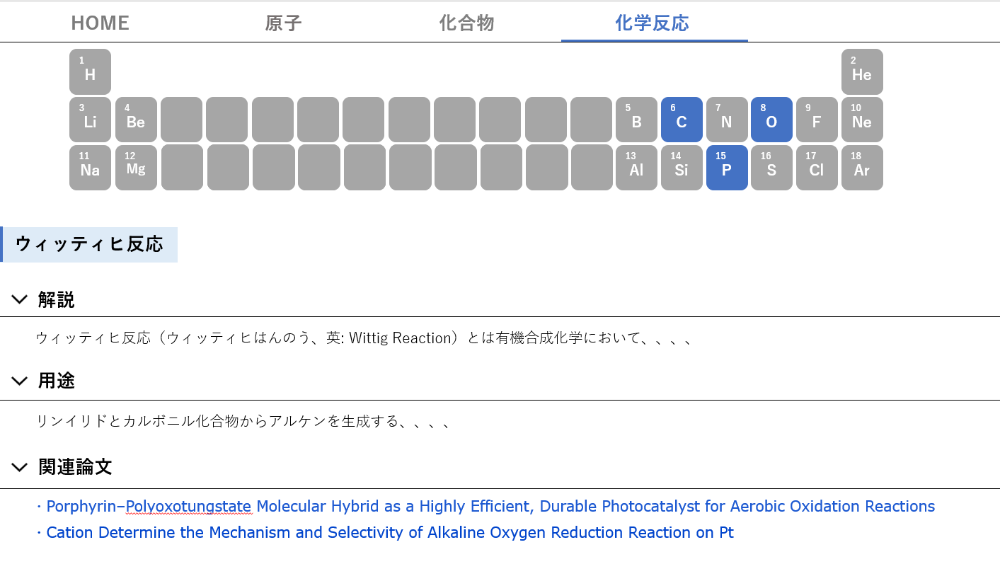 HOME 原子 化合物 化学反応
1 2
H He
3 4 5 6 7 8 9 10
Li Be B C N O F Ne
11 12 13 14 15 16 17 18
Na Mg Al Si P S Cl Ar
ウィッティヒ反応
解説
ウィッティヒ反応（ウィッティヒはんのう、英: Wittig Reaction）とは有機合成化学において、、、、
用途
リンイリドとカルボニル化合物からアルケンを生成する、、、、
関連論文
・Porphyrin–Polyoxotungstate Molecular Hybrid as a Highly Efficient, Durable Photocatalyst for Aerobic Oxidation Reactions
・Cation Determine the Mechanism and Selectivity of Alkaline Oxygen Reduction Reaction on Pt